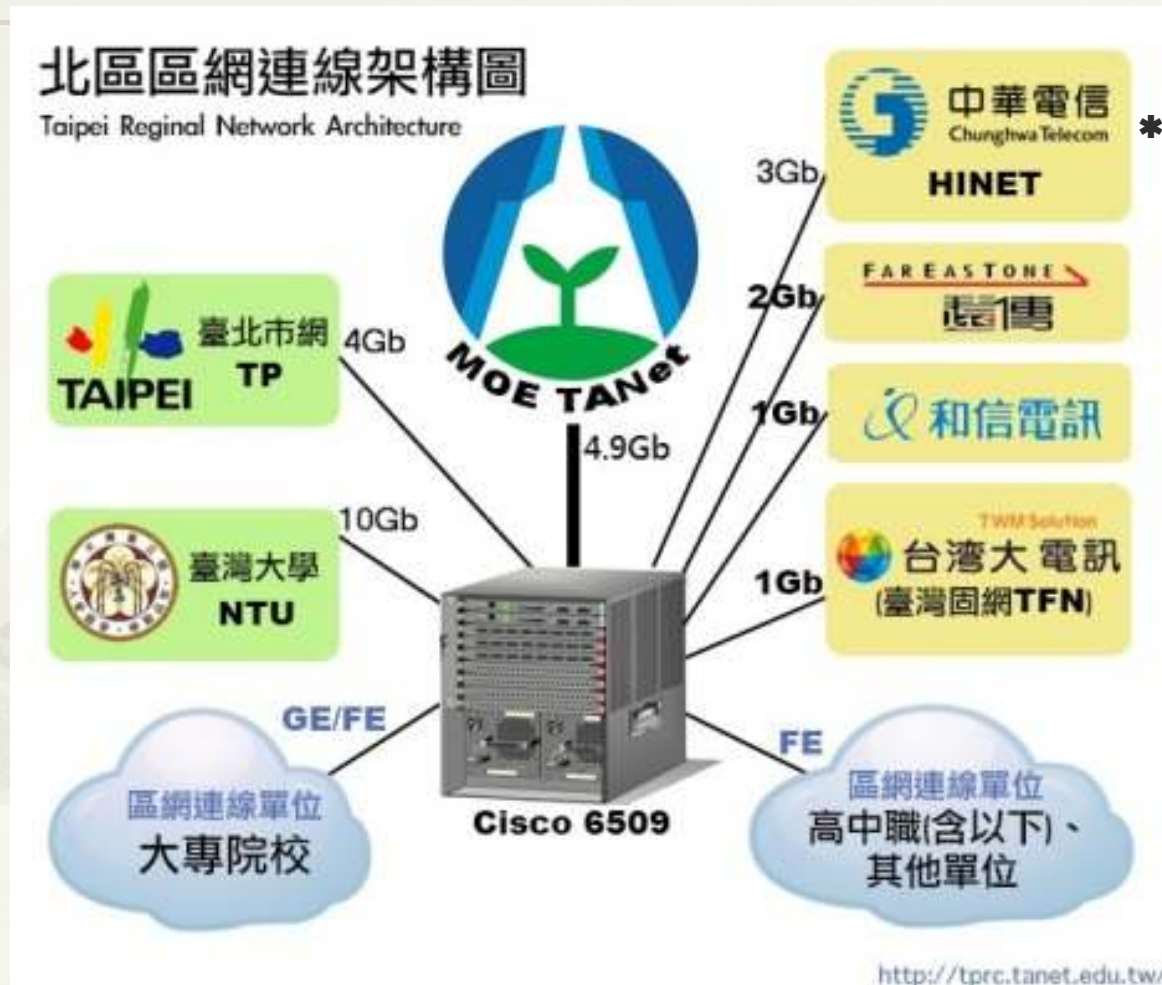 北區區網連線架構圖
Taipei Reginal Network Architecture
中華電信
Chunghwa Telecom
*
HINET
3Gb
FAREASTONE
遠傳
2Gb
臺北市網
TP
TAIPEI
4Gb
MOE TANet
和信電訊
1Gb
4.9Gb
臺灣大學
NTU
10Gb
TWM Solution
台湾大電訊
(臺灣固網TFN)
1Gb
GE/FE
FE
Cisco 6509
區網連線單位
大專院校
區網連線單位
高中職(含以下)、
其他單位
http://tprc.tanet.edu.tw/